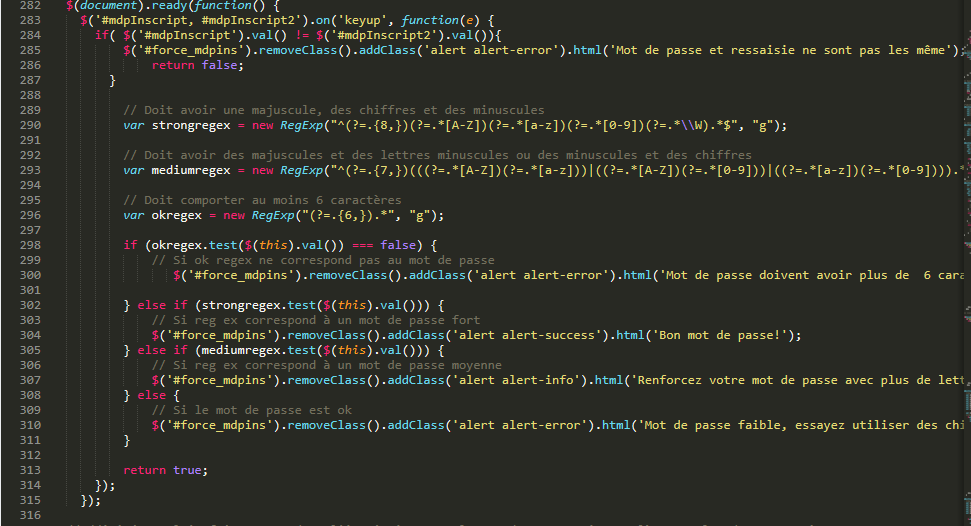 282 $(document).ready(function() {
283 $('#mdpInscript, #mdpInscript2').on('keyup', function(e) {
284 if( $('#mdpInscript').val() != $('#mdpInscript2').val()){
285 $('#force_mdpins').removeClass().addClass('alert alert-error').html('Mot de passe et ressaisie ne sont pas les même');
286 return false;
287 }
288
289 // Doit avoir une majuscule, des chiffres et des minuscules
290 var strongregex = new RegExp("^(?=.{8,})(?=.*[A-Z])(?=.*[a-z])(?=.*[0-9])(?=.*\\W).*$", "g");
291
292 // Doit avoir des majuscules et des lettres minuscules ou des minuscules et des chiffres
293 var mediumregex = new RegExp("^(?=.{7,})(((?=.*[A-Z])(?=.*[a-z]))|((?=.*[A-Z])(?=.*[0-9]))|((?=.*[a-z])(?=.*[0-9]))).*
294
295 // Doit comporter au moins 6 caractères
296 var okregex = new RegExp("(?=.{6,}).*", "g");
297
298 if (okregex.test($(this).val()) === false) {
299 // Si ok regex ne correspond pas au mot de passe
300 $('#force_mdpins').removeClass().addClass('alert alert-error').html('Mot de passe doivent avoir plus de  6 cara
301
302 } else if (strongregex.test($(this).val())) {
303 // Si reg ex correspond à un mot de passe fort
304 $('#force_mdpins').removeClass().addClass('alert alert-success').html('Bon mot de passe!');
305 } else if (mediumregex.test($(this).val())) {
306 // Si reg ex correspond à un mot de passe moyenne
307 $('#force_mdpins').removeClass().addClass('alert alert-info').html('Renforcez votre mot de passe avec plus de lett
308 } else {
309 // Si le mot de passe est ok
310 $('#force_mdpins').removeClass().addClass('alert alert-error').html('Mot de passe faible, essayez utiliser des chi
311 }
312
313 return true;
314 });
315 });
316